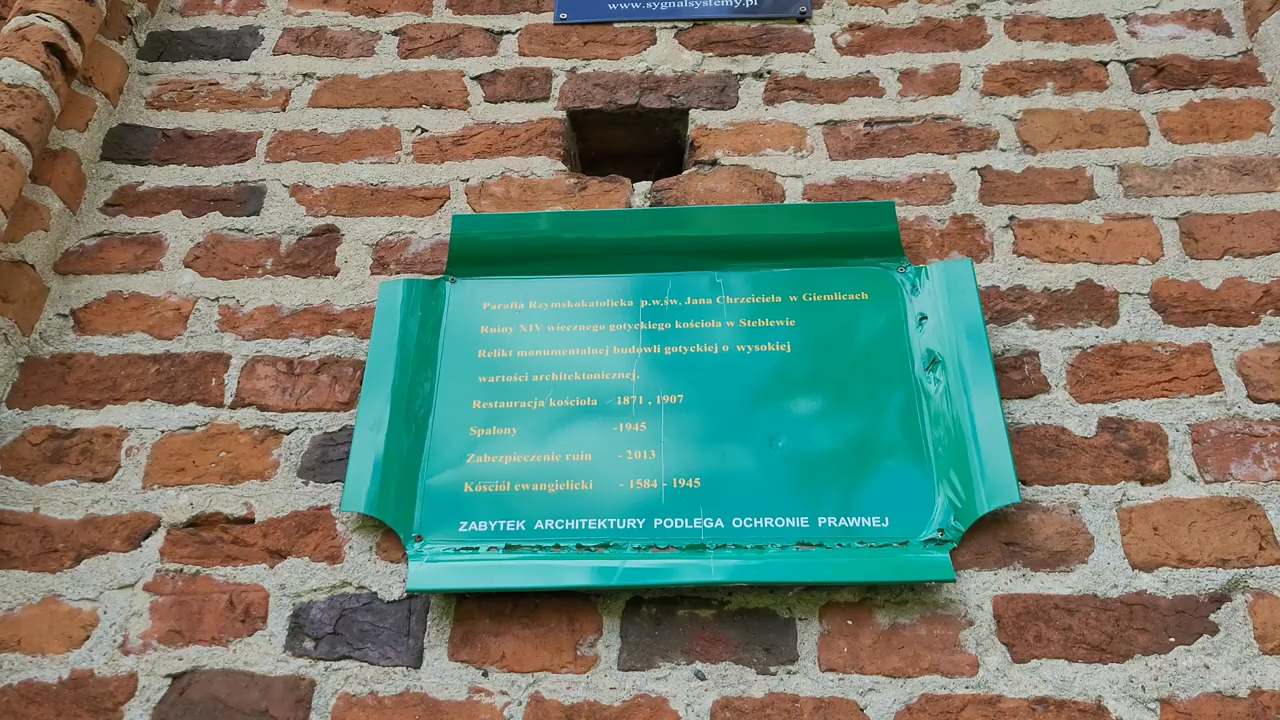 www.sygnalsystemy.pl
Parafia Rzymskokatolicka p.w.św. Jana Chrzciciela w Giemlicach
Ruiny XIV wiecznego gotyckiego kościoła w Steblewie
Relikt monumentalnej budowli gotyckiej o wysokiej
wartości architektonicznej.
Restauracja kościoła - 1871 , 1907
Spalony -1945
Zabezpieczenie ruin - 2013
Kościół ewangielicki - 1584 - 1945
ZABYTEK ARCHITEKTURY PODLEGA OCHRONIE PRAWNEJ